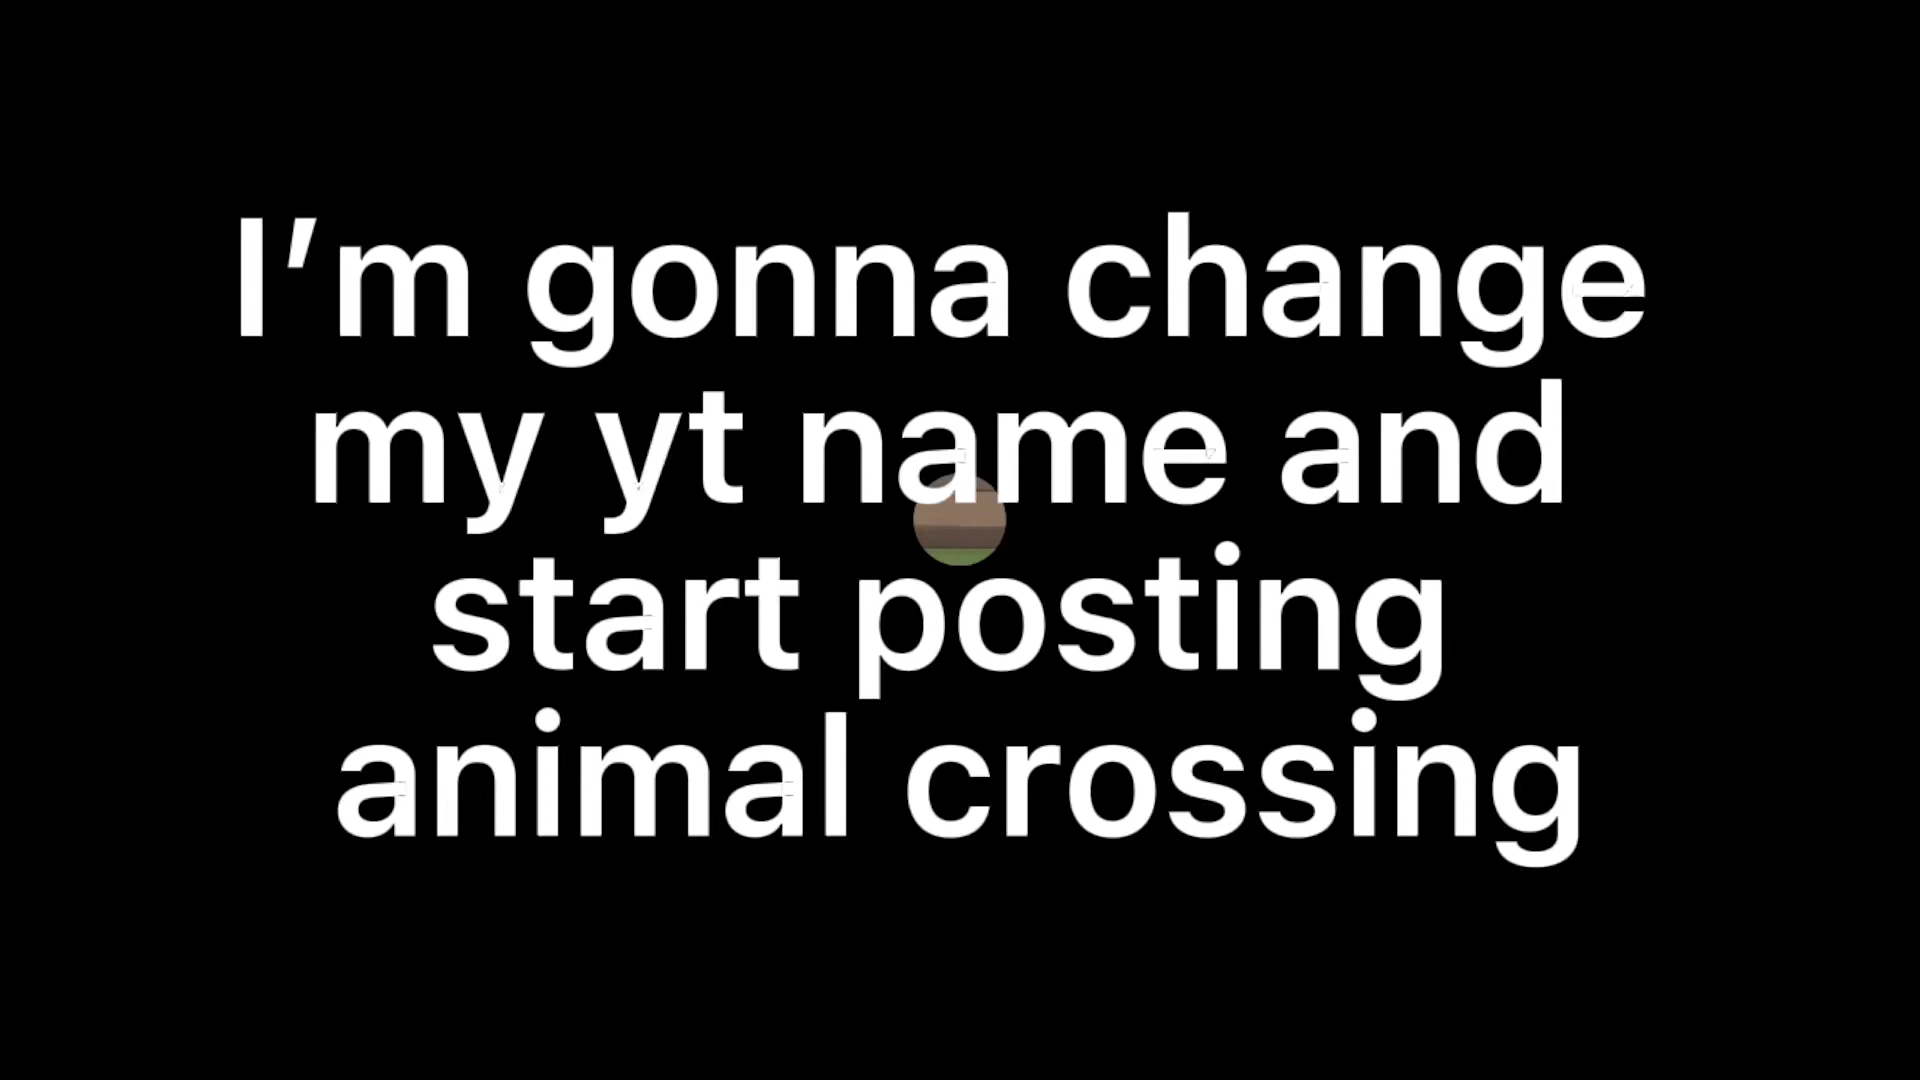 I’m gonna change
my yt name and
start posting
animal crossing